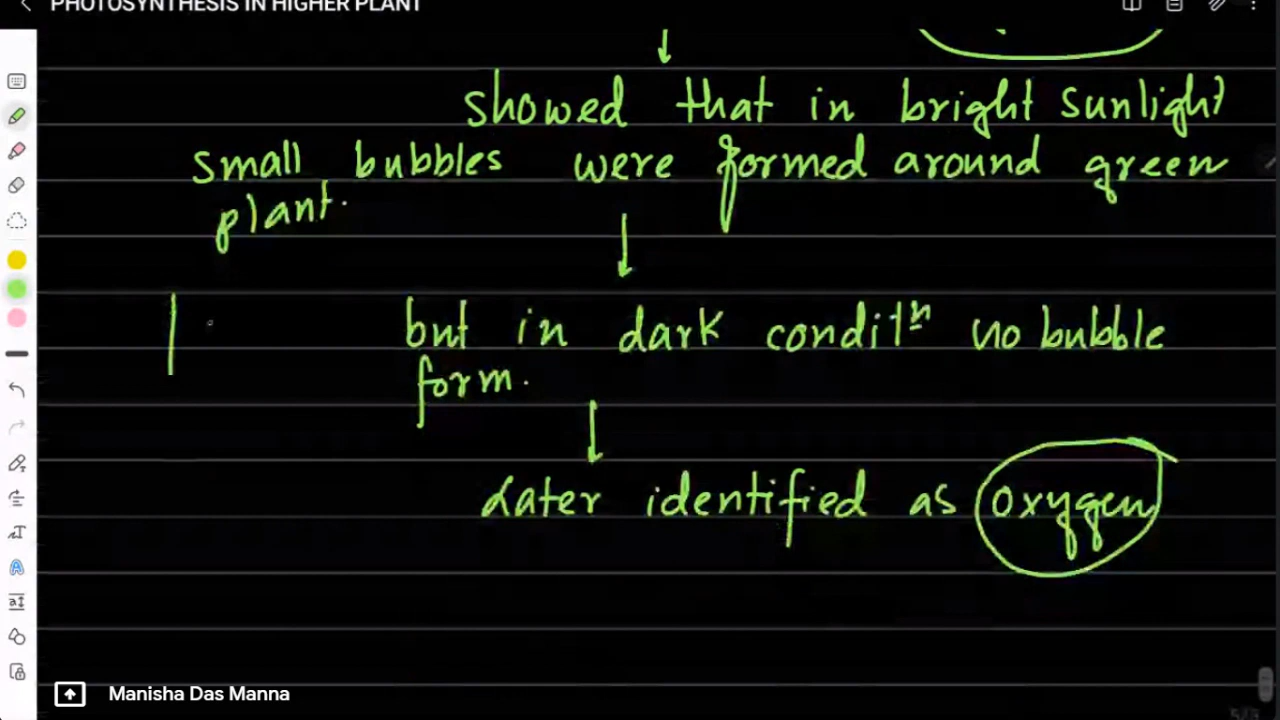 PHOTOSYNTHESIS IN HIGHER PLANT
showed that in bright sunlight
small bubbles were formed around green
plant.
but in dark conditn no bubble
form.
Later identified as oxygen
Manisha Das Manna